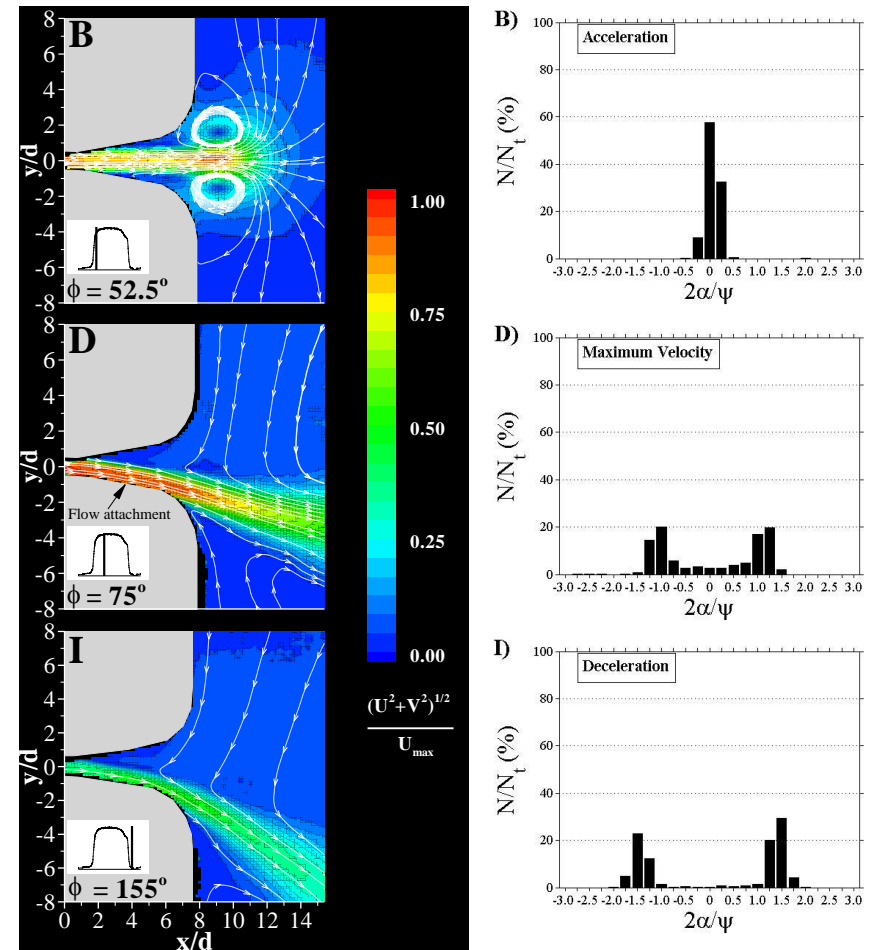 B
y/d
8
6
4
2
0
-2
-4
-6
-8
ϕ = 52.5°
D
y/d
8
6
4
2
0
-2
-4
-6
-8
Flow attachment
ϕ = 75°
I
y/d
8
6
4
2
0
-2
-4
-6
-8
ϕ = 155°
0 2 4 6 8 10 12 14
x/d
1.00
0.75
0.50
0.25
0.00
(U²+V²)^1/2
U_max
B)
Acceleration
N/N_t (%)
100
80
60
40
20
0
-3.0 -2.5 -2.0 -1.5 -1.0 -0.5 0 0.5 1.0 1.5 2.0 2.5 3.0
2α/ψ
D)
Maximum Velocity
N/N_t (%)
100
80
60
40
20
0
-3.0 -2.5 -2.0 -1.5 -1.0 -0.5 0 0.5 1.0 1.5 2.0 2.5 3.0
2α/ψ
I)
Deceleration
N/N_t (%)
100
80
60
40
20
0
-3.0 -2.5 -2.0 -1.5 -1.0 -0.5 0 0.5 1.0 1.5 2.0 2.5 3.0
2α/ψ